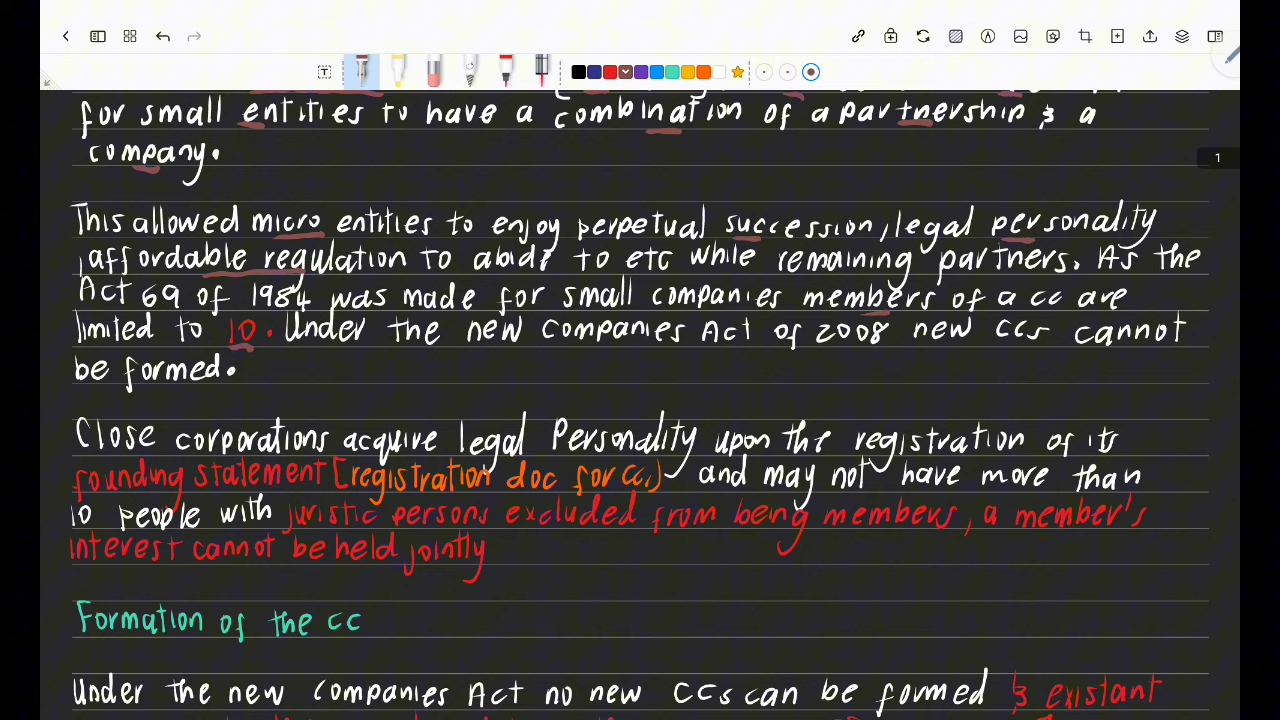 for small entities to have a combination of a partnership & a
company.
1
This allowed micro entities to enjoy perpetual succession, legal personality
, affordable regulation to abide to etc while remaining partners. As the
Act 69 of 1984 was made for small companies members of a cc are
limited to 10. Under the new companies Act of 2008 new CCs cannot
be formed.
Close corporations acquire legal Personality upon the registration of its
founding statement [registration doc for CC) and may not have more than
10 people with juristic persons excluded from being members, a member's
interest cannot be held jointly
Formation of the CC
Under the new Companies Act no new CCs can be formed & existant